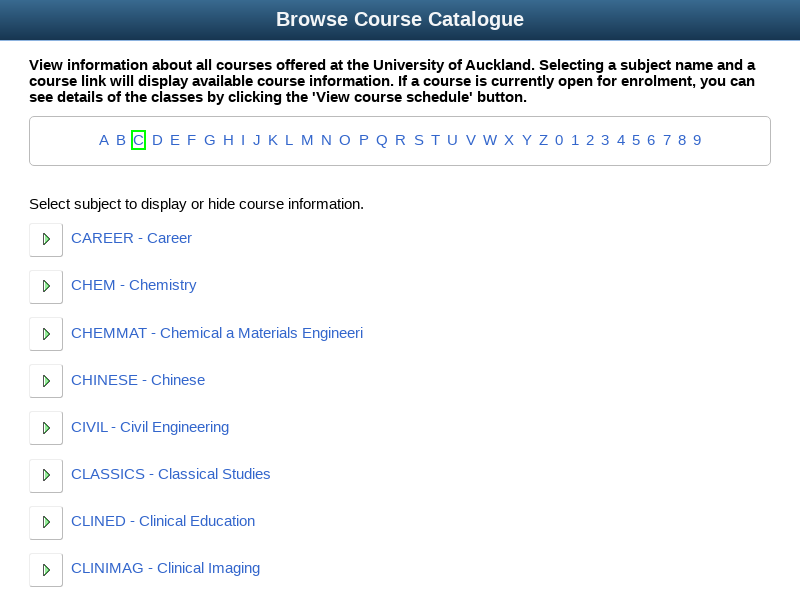 Browse Course Catalogue
View information about all courses offered at the University of Auckland. Selecting a subject name and a
course link will display available course information. If a course is currently open for enrolment, you can
see details of the classes by clicking the 'View course schedule' button.
A B C D E F G H I J K L M N O P Q R S T U V W X Y Z 0 1 2 3 4 5 6 7 8 9
Select subject to display or hide course information.
CAREER - Career
CHEM - Chemistry
CHEMMAT - Chemical a Materials Engineeri
CHINESE - Chinese
CIVIL - Civil Engineering
CLASSICS - Classical Studies
CLINED - Clinical Education
CLINIMAG - Clinical Imaging